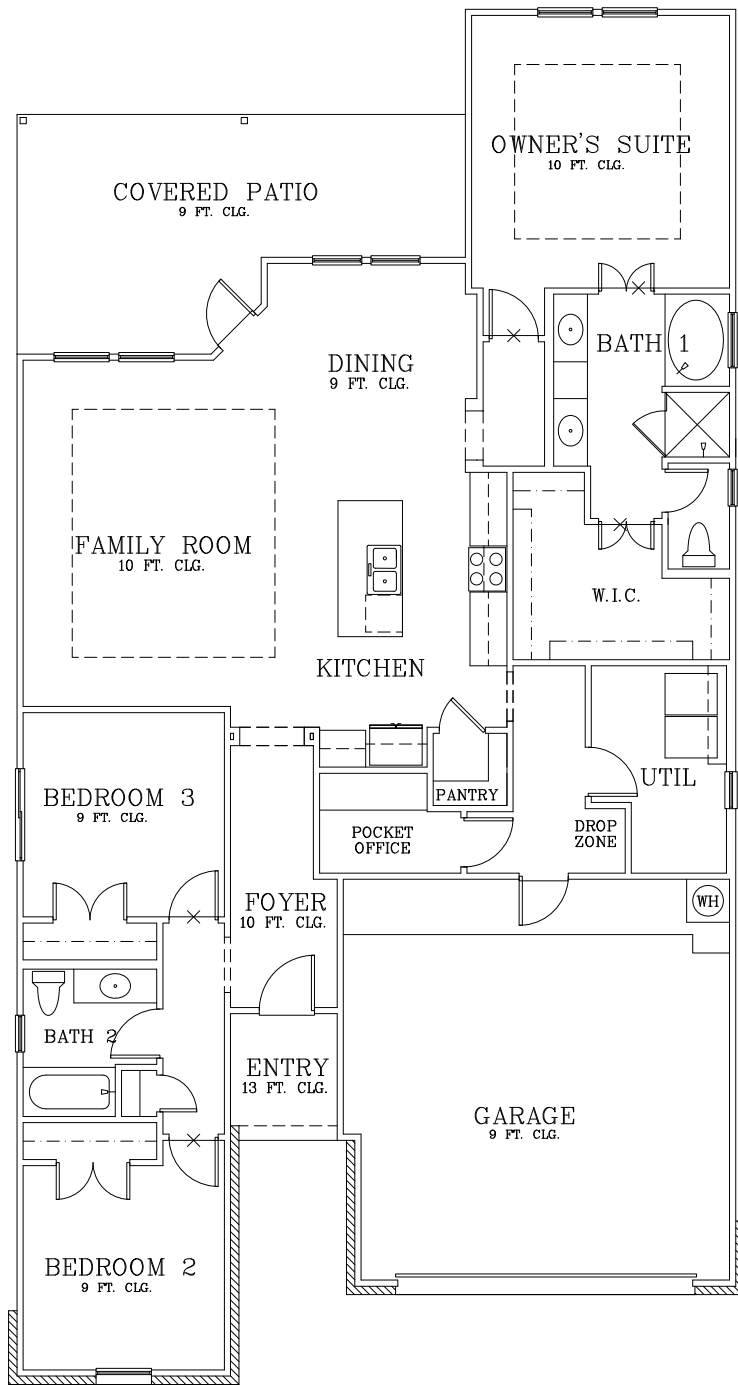 OWNER'S SUITE
10 FT. CLG.
COVERED PATIO
9 FT. CLG.
BATH 1
DINING
9 FT. CLG.
FAMILY ROOM
10 FT. CLG.
W.I.C.
KITCHEN
UTIL
BEDROOM 3
9 FT. CLG.
PANTRY
POCKET
OFFICE
DROP
ZONE
FOYER
10 FT. CLG.
WH
BATH 2
ENTRY
13 FT. CLG.
GARAGE
9 FT. CLG.
BEDROOM 2
9 FT. CLG.